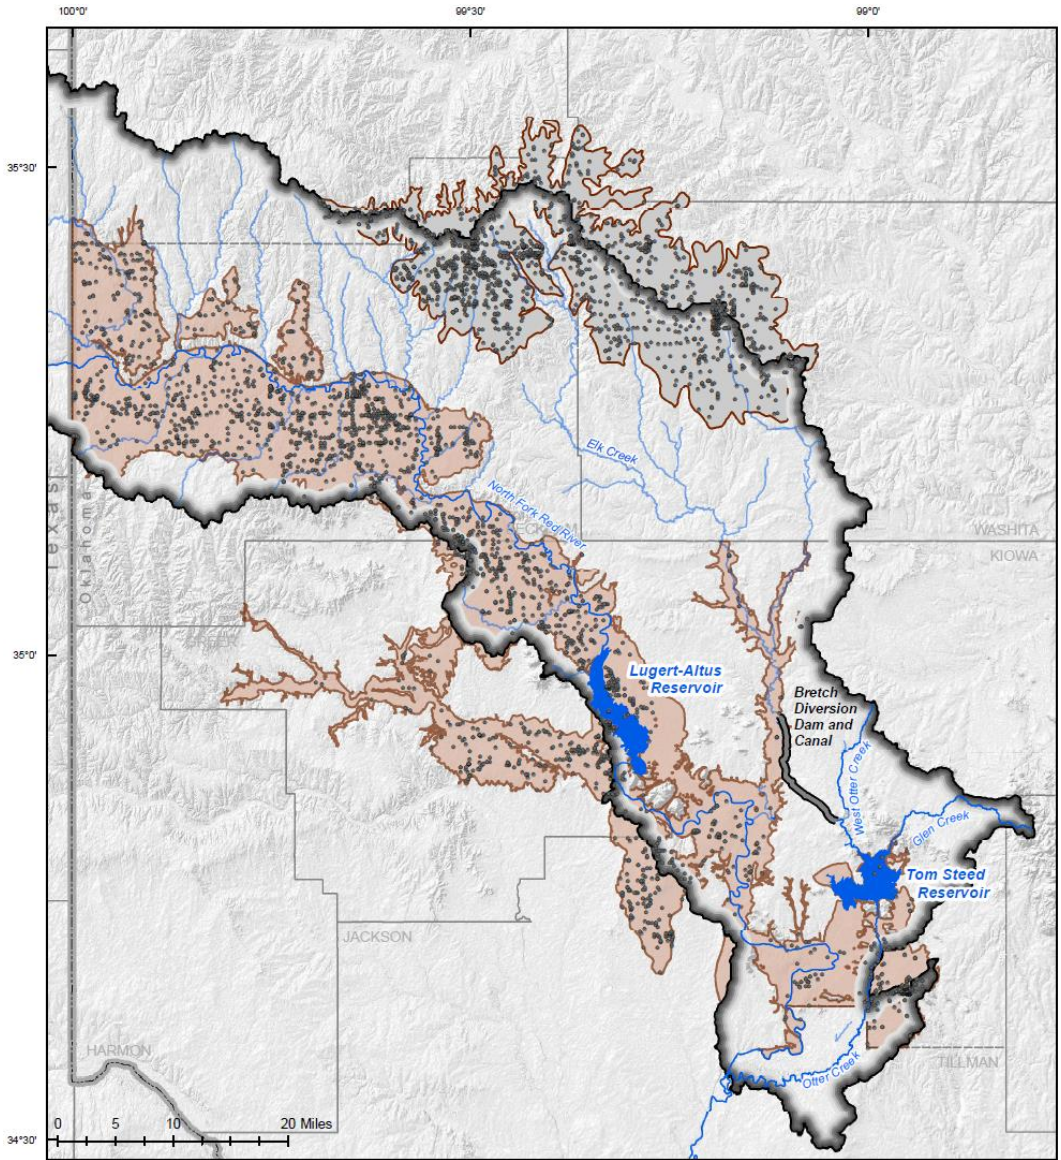 100°0'
99°30'
99°0'
35°30'
Elk Creek
North Fork Red River
WASHITA
KIOWA
Oklahoma
35°0'
Lugert-Altus
Reservoir
Bretch
Diversion
Dam and
Canal
West Otter Creek
Glen Creek
Tom Steed
Reservoir
JACKSON
HARMON
TILLMAN
Otter Creek
0 5 10 20 Miles
34°30'